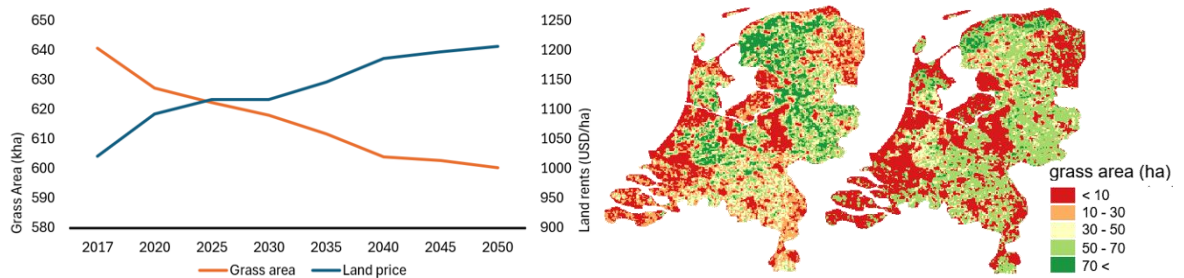 650
640
630
620
610
600
590
580
Grass Area (kha)
1250
1200
1150
1100
1050
1000
950
900
Land rents (USD/ha)
2017 2020 2025 2030 2035 2040 2045 2050
Grass area Land price
grass area (ha)
< 10
10 - 30
30 - 50
50 - 70
70 <